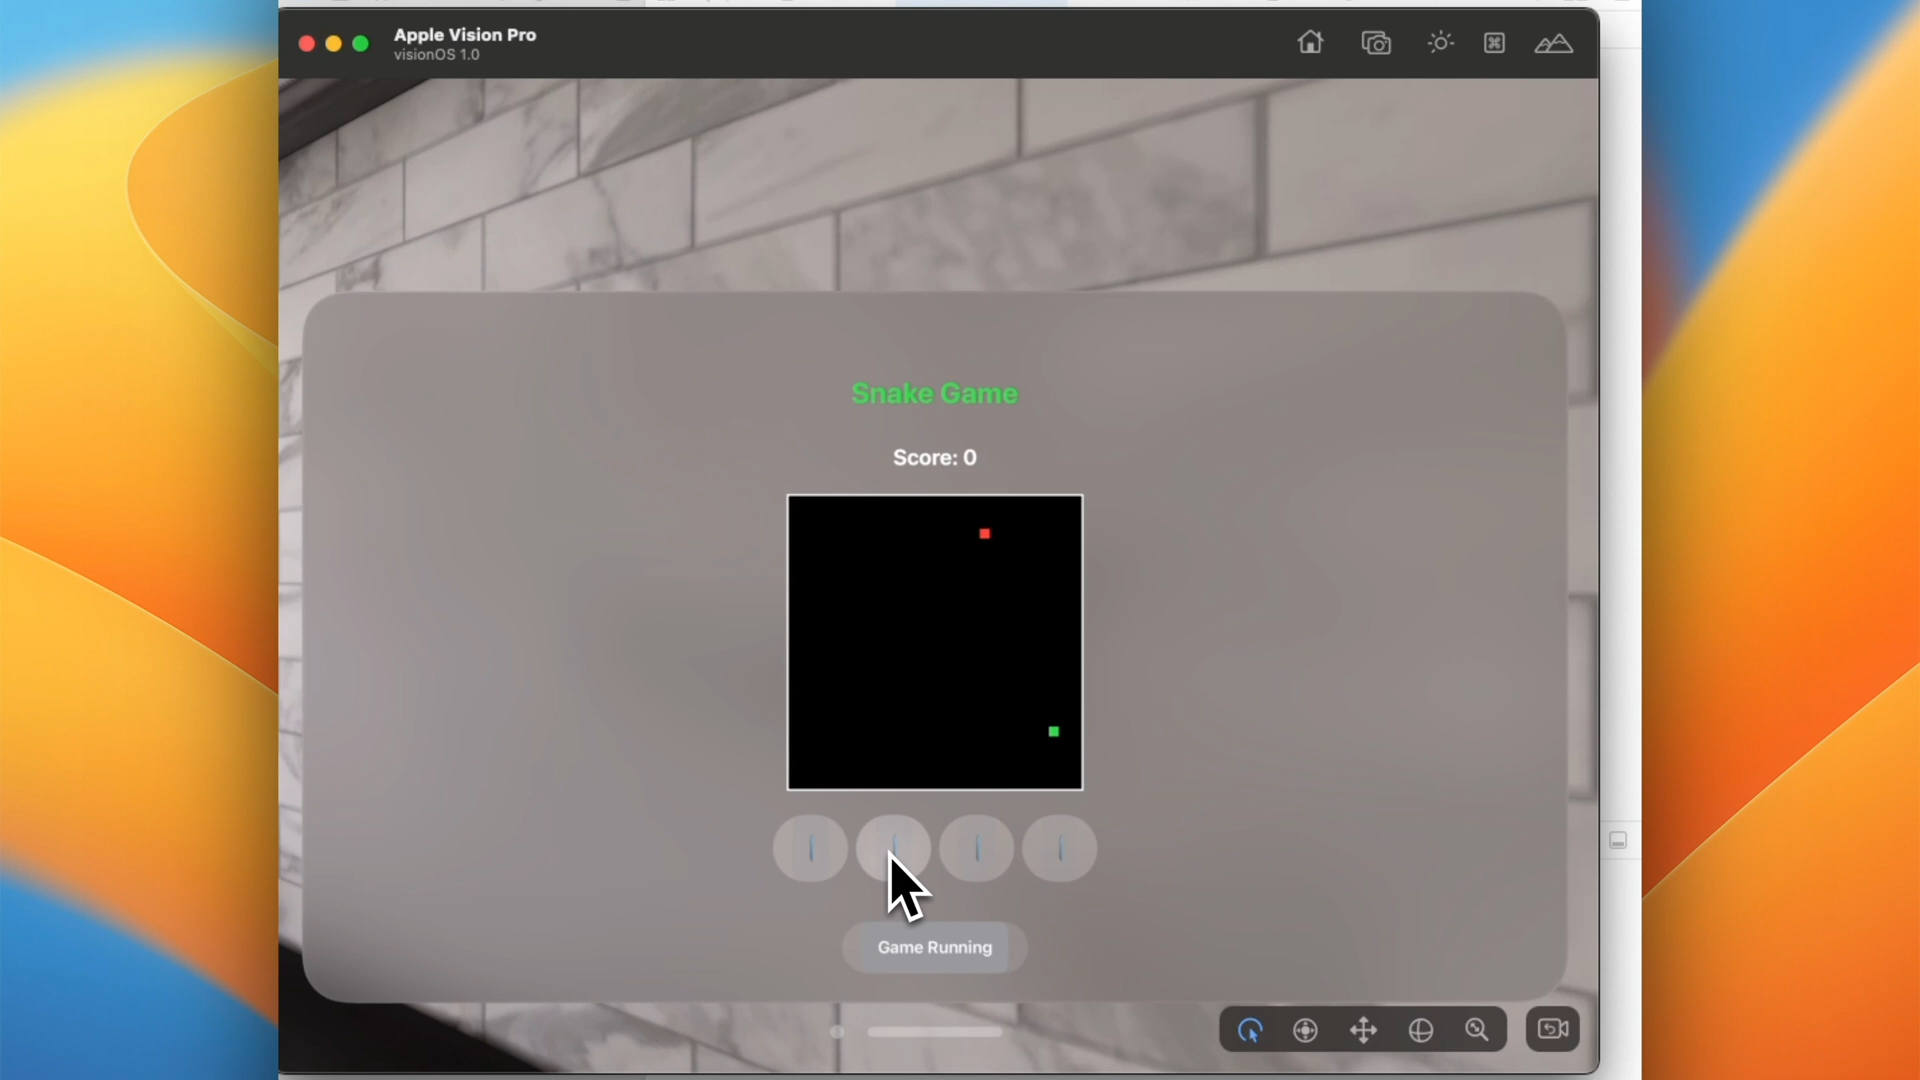 Apple Vision Pro
visionOS 1.0
Snake Game
Score: 0
Game Running